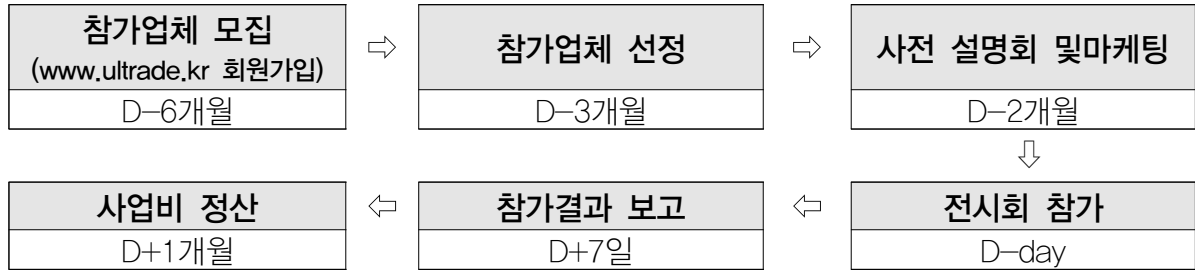 참가업체 모집
(www.ultrade.kr 회원가입)
D-6개월
⇨
참가업체 선정
D-3개월
⇨
사전 설명회 및마케팅
D-2개월
⇩
전시회 참가
D-day
⇦
참가결과 보고
D+7일
⇦
사업비 정산
D+1개월